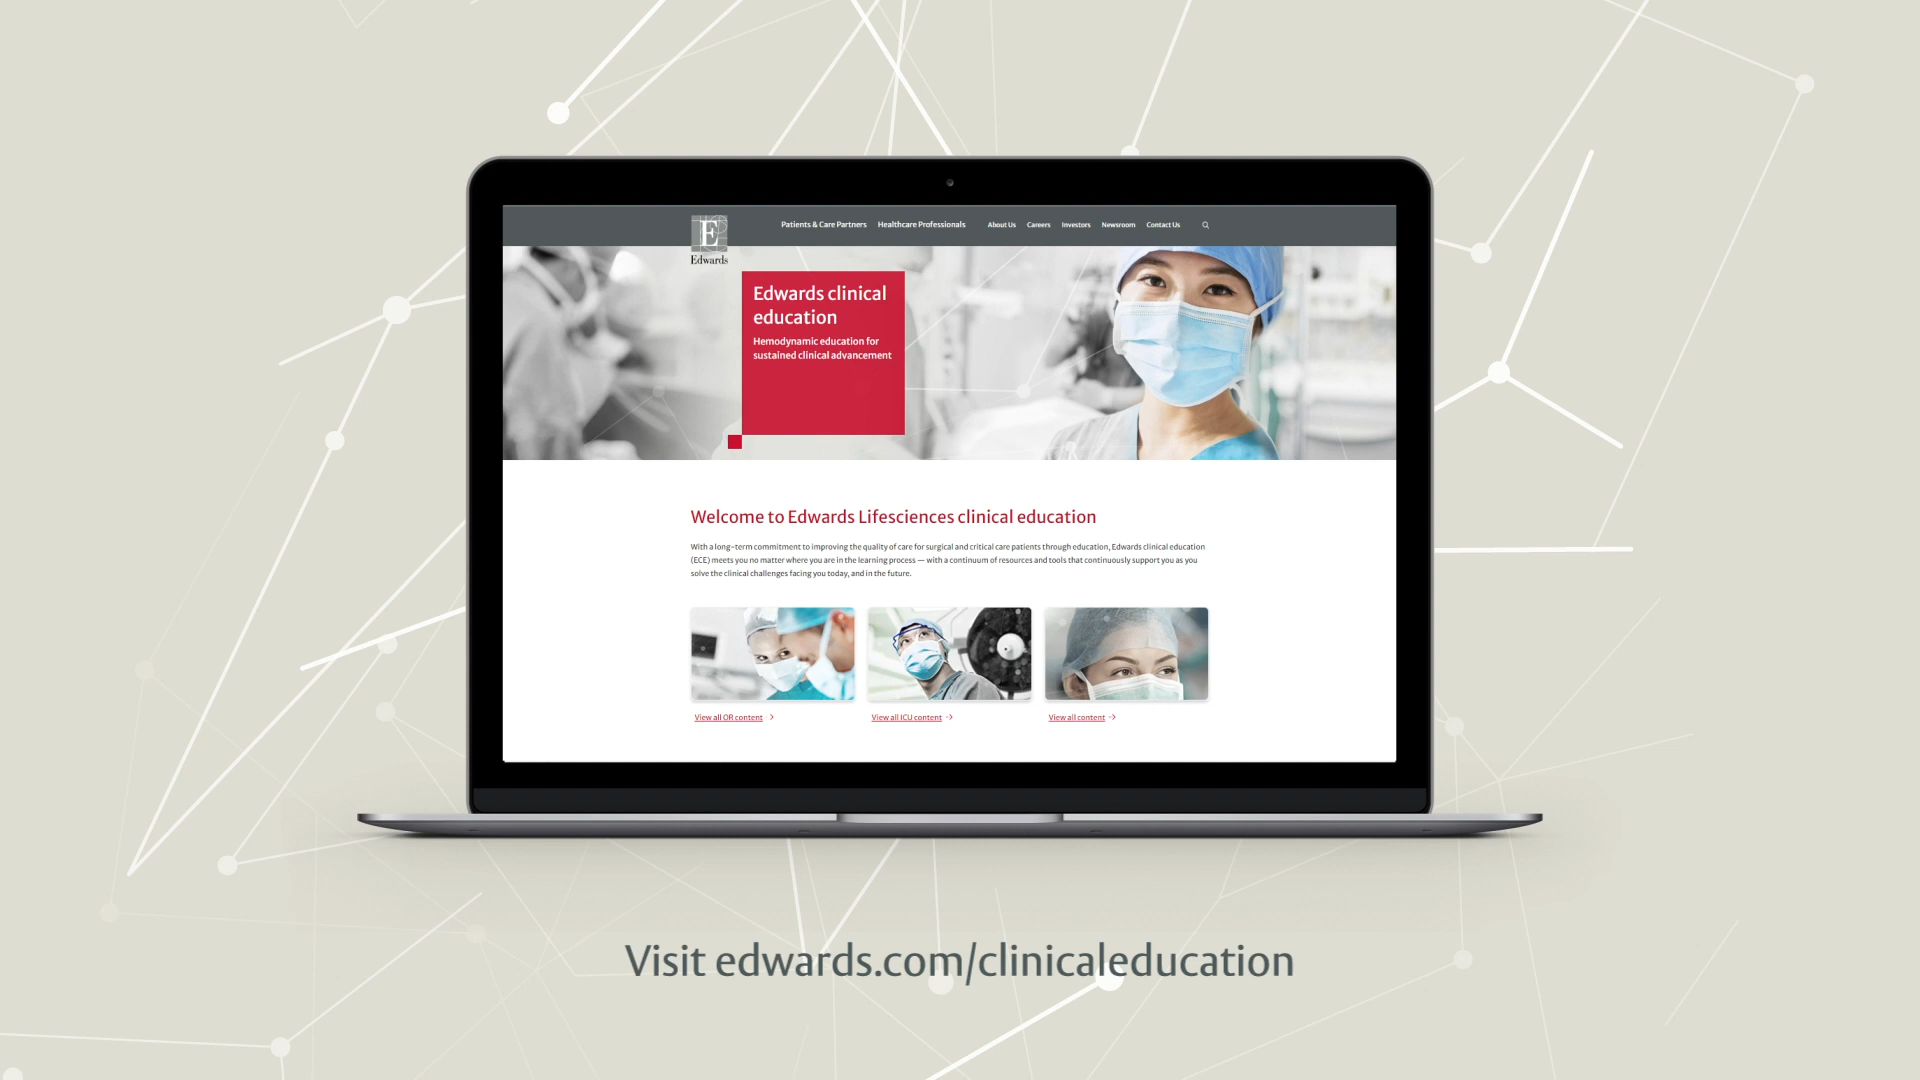 Patients & Care Partners Healthcare Professionals About Us Careers Investors Newsroom Contact Us
E
Edwards
Edwards clinical
education
Hemodynamic education for
sustained clinical advancement
Welcome to Edwards Lifesciences clinical education
With a long-term commitment to improving the quality of care for surgical and critical care patients through education, Edwards clinical education
(ECE) meets you no matter where you are in the learning process — with a continuum of resources and tools that continuously support you as you
solve the clinical challenges facing you today, and in the future.
View all OR content
View all ICU content
View all content
Visit edwards.com/clinicaleducation